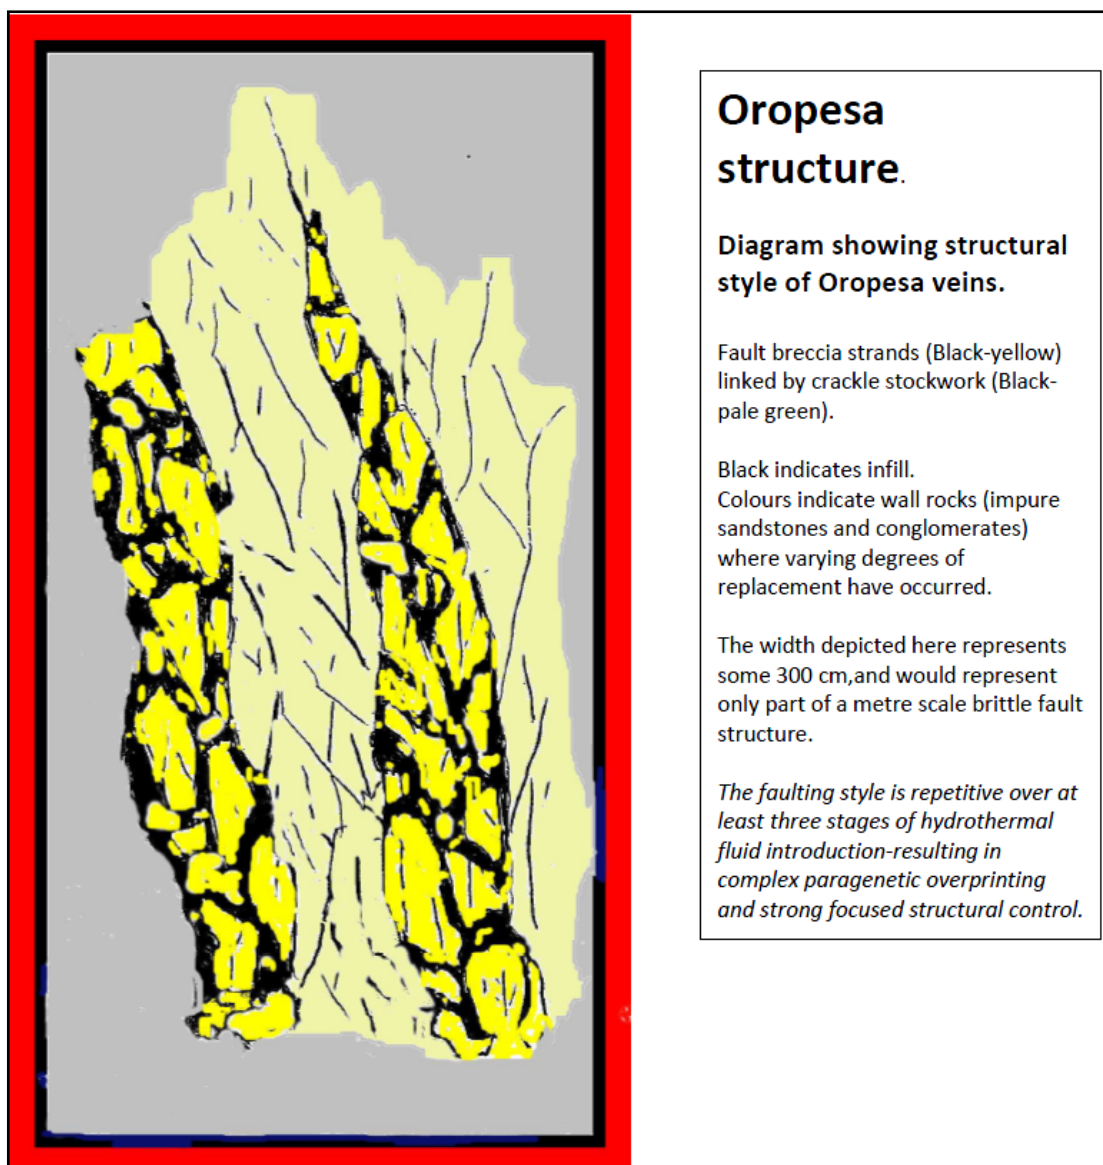 Oropesa
structure.
Diagram showing structural
style of Oropesa veins.
Fault breccia strands (Black-yellow)
linked by crackle stockwork (Black-
pale green).
Black indicates infill.
Colours indicate wall rocks (impure
sandstones and conglomerates)
where varying degrees of
replacement have occurred.
The width depicted here represents
some 300 cm,and would represent
only part of a metre scale brittle fault
structure.
The faulting style is repetitive over at
least three stages of hydrothermal
fluid introduction-resulting in
complex paragenetic overprinting
and strong focused structural control.